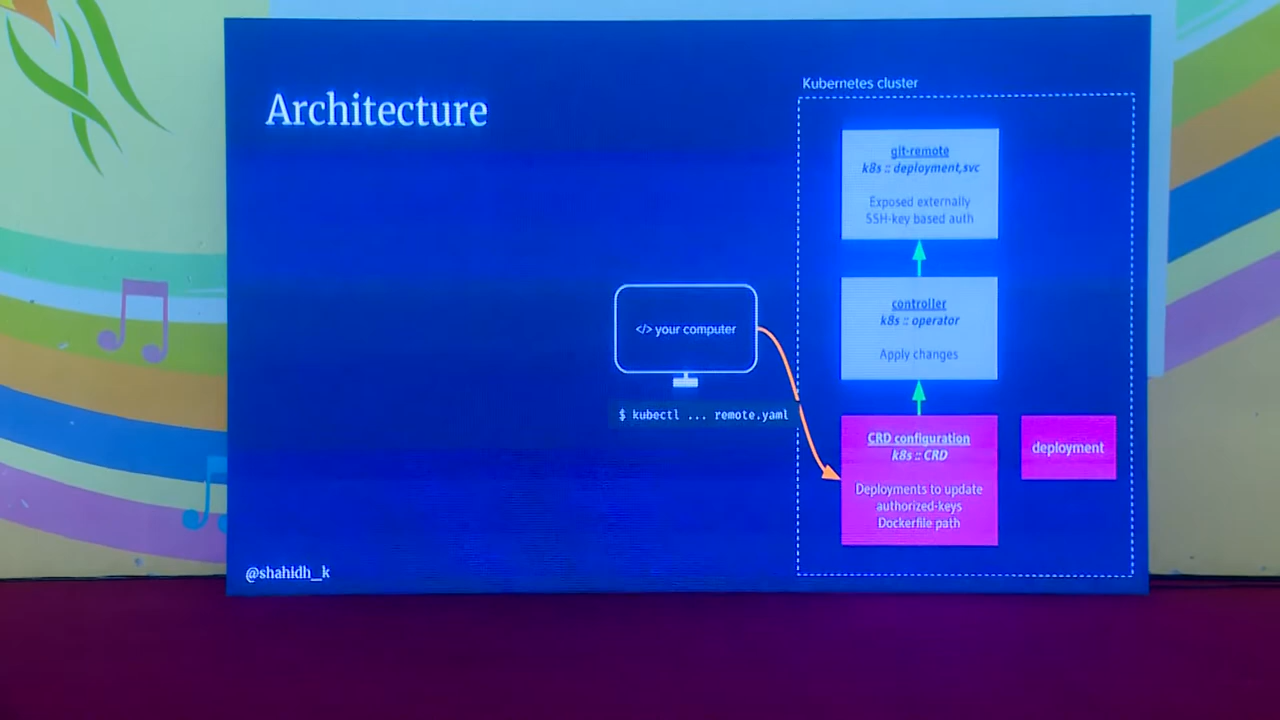 Architecture
Kubernetes cluster
git-remote
k8s :: deployment,svc
Exposed externally
SSH-key based auth
controller
k8s :: operator
Apply changes
</> your computer
$ kubectl ... remote.yaml
CRD configuration
k8s :: CRD
Deployments to update
authorized-keys
Dockerfile path
deployment
@shahidh_k